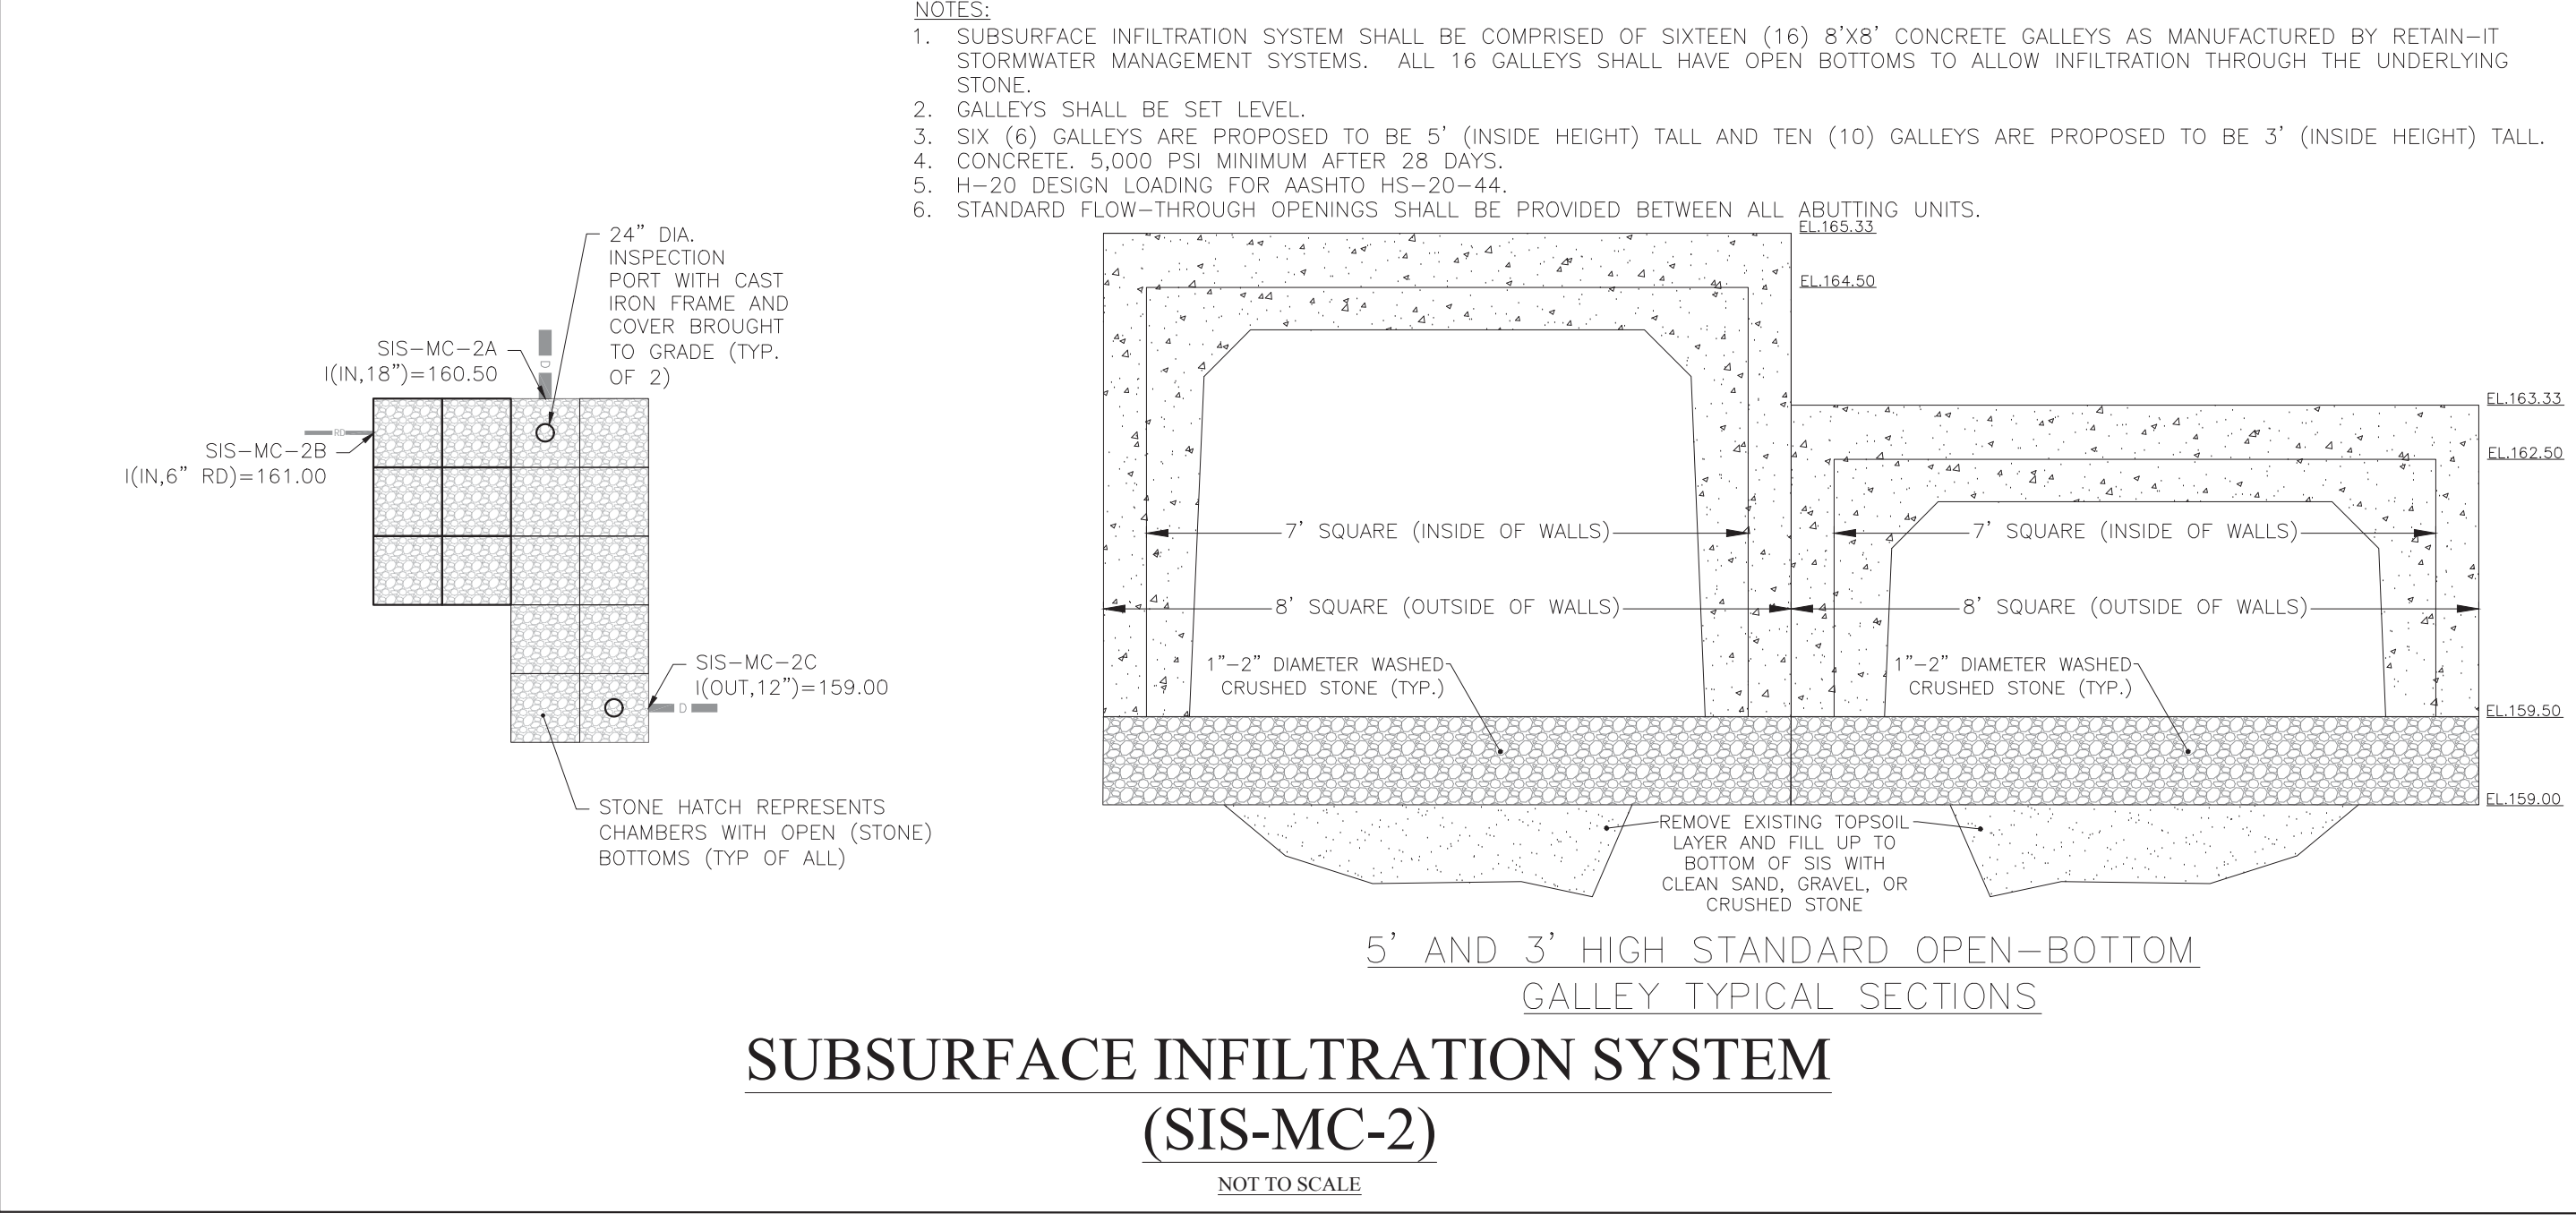 NOTES:
1. SUBSURFACE INFILTRATION SYSTEM SHALL BE COMPRISED OF SIXTEEN (16) 8'X8' CONCRETE GALLEYS AS MANUFACTURED BY RETAIN-IT
STORMWATER MANAGEMENT SYSTEMS. ALL 16 GALLEYS SHALL HAVE OPEN BOTTOMS TO ALLOW INFILTRATION THROUGH THE UNDERLYING
STONE.
2. GALLEYS SHALL BE SET LEVEL.
3. SIX (6) GALLEYS ARE PROPOSED TO BE 5' (INSIDE HEIGHT) TALL AND TEN (10) GALLEYS ARE PROPOSED TO BE 3' (INSIDE HEIGHT) TALL.
4. CONCRETE. 5,000 PSI MINIMUM AFTER 28 DAYS.
5. H-20 DESIGN LOADING FOR AASHTO HS-20-44.
6. STANDARD FLOW-THROUGH OPENINGS SHALL BE PROVIDED BETWEEN ALL ABUTTING UNITS.
24" DIA.
INSPECTION
PORT WITH CAST
IRON FRAME AND
COVER BROUGHT
TO GRADE (TYP.
OF 2)
SIS-MC-2A
I(IN,18")=160.50
D
RD
SIS-MC-2B
I(IN,6" RD)=161.00
SIS-MC-2C
I(OUT,12")=159.00
D
STONE HATCH REPRESENTS
CHAMBERS WITH OPEN (STONE)
BOTTOMS (TYP OF ALL)
EL.165.33
EL.164.50
EL.163.33
EL.162.50
7' SQUARE (INSIDE OF WALLS)
7' SQUARE (INSIDE OF WALLS)
8' SQUARE (OUTSIDE OF WALLS)
8' SQUARE (OUTSIDE OF WALLS)
1"-2" DIAMETER WASHED
CRUSHED STONE (TYP.)
1"-2" DIAMETER WASHED
CRUSHED STONE (TYP.)
EL.159.50
EL.159.00
REMOVE EXISTING TOPSOIL
LAYER AND FILL UP TO
BOTTOM OF SIS WITH
CLEAN SAND, GRAVEL, OR
CRUSHED STONE
5' AND 3' HIGH STANDARD OPEN-BOTTOM
GALLEY TYPICAL SECTIONS
SUBSURFACE INFILTRATION SYSTEM
(SIS-MC-2)
NOT TO SCALE